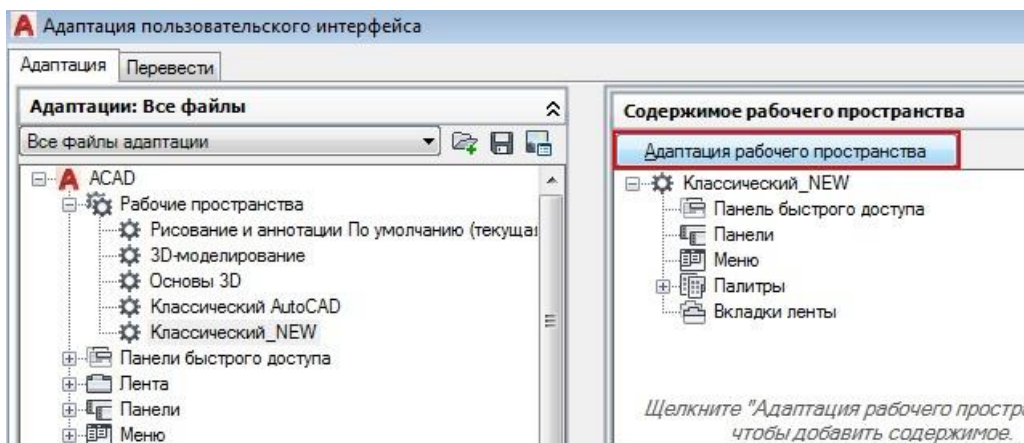 Адаптация пользовательского интерфейса
Адаптация
Перевести
Адаптации: Все файлы
Все файлы адаптации
ACAD
Рабочие пространства
Рисование и аннотации По умолчанию (текущая
3D-моделирование
Основы 3D
Классический AutoCAD
Классический_NEW
Панели быстрого доступа
Лента
Панели
Меню
Содержимое рабочего пространства
Адаптация рабочего пространства
Классический_NEW
Панель быстрого доступа
Панели
Меню
Палитры
Вкладки ленты
Щелкните "Адаптация рабочего простра
чтобы добавить содержимое.